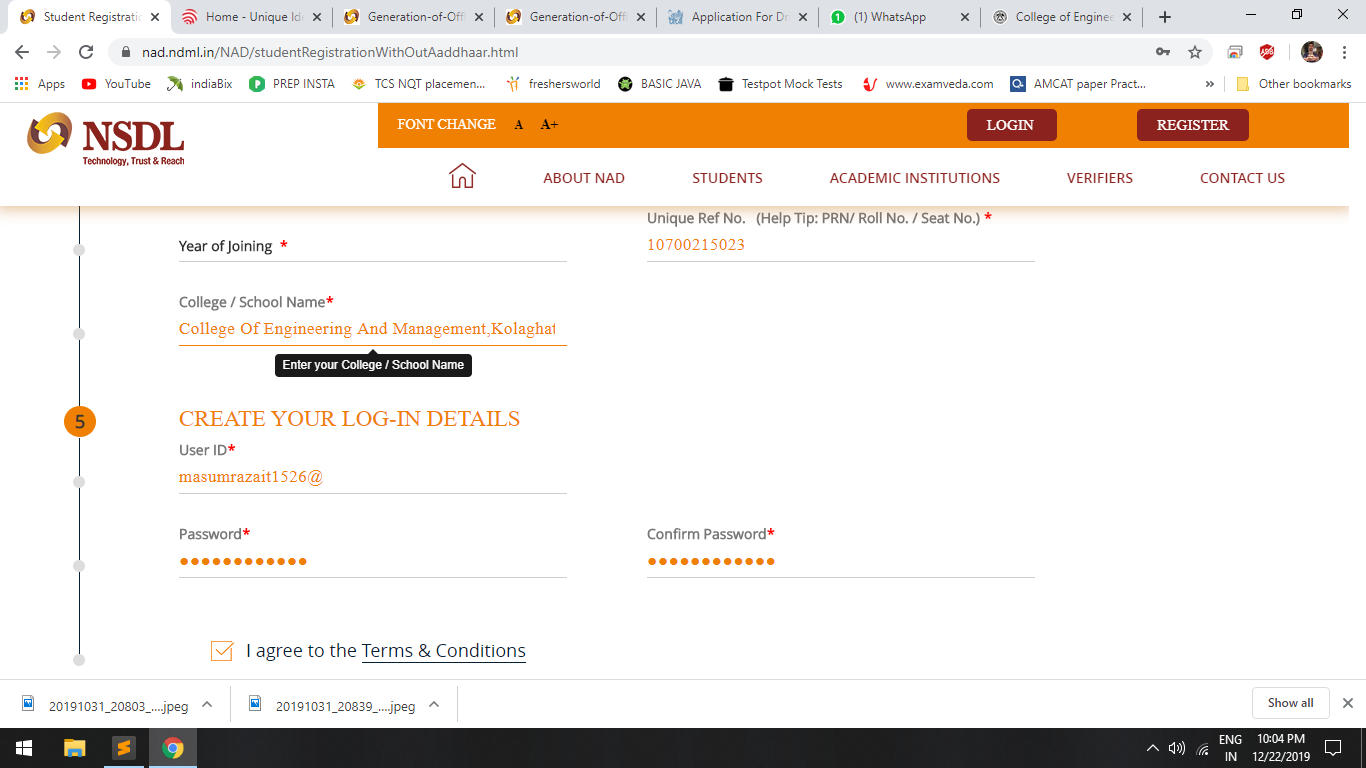 Student Registrati
Home - Unique Id
Generation-of-Off
Generation-of-Off
Application For Dr
(1) WhatsApp
College of Enginee
nad.ndml.in/NAD/studentRegistrationWithOutAaddhaar.html
Apps
YouTube
indiaBix
PREP INSTA
TCS NQT placemen...
freshersworld
BASIC JAVA
Testpot Mock Tests
www.examveda.com
AMCAT paper Pract...
»
Other bookmarks
NSDL
Technology, Trust & Reach
FONT CHANGE A A+
LOGIN
REGISTER
ABOUT NAD
STUDENTS
ACADEMIC INSTITUTIONS
VERIFIERS
CONTACT US
Unique Ref No. (Help Tip: PRN/ Roll No. / Seat No.) *
Year of Joining *
10700215023
College / School Name*
College Of Engineering And Management,Kolaghat
Enter your College / School Name
5
CREATE YOUR LOG-IN DETAILS
User ID*
masumrazait1526@
Password*
Confirm Password*
I agree to the Terms & Conditions
20191031_20803_....jpeg
20191031_20839_....jpeg
Show all
ENG
IN
10:04 PM
12/22/2019